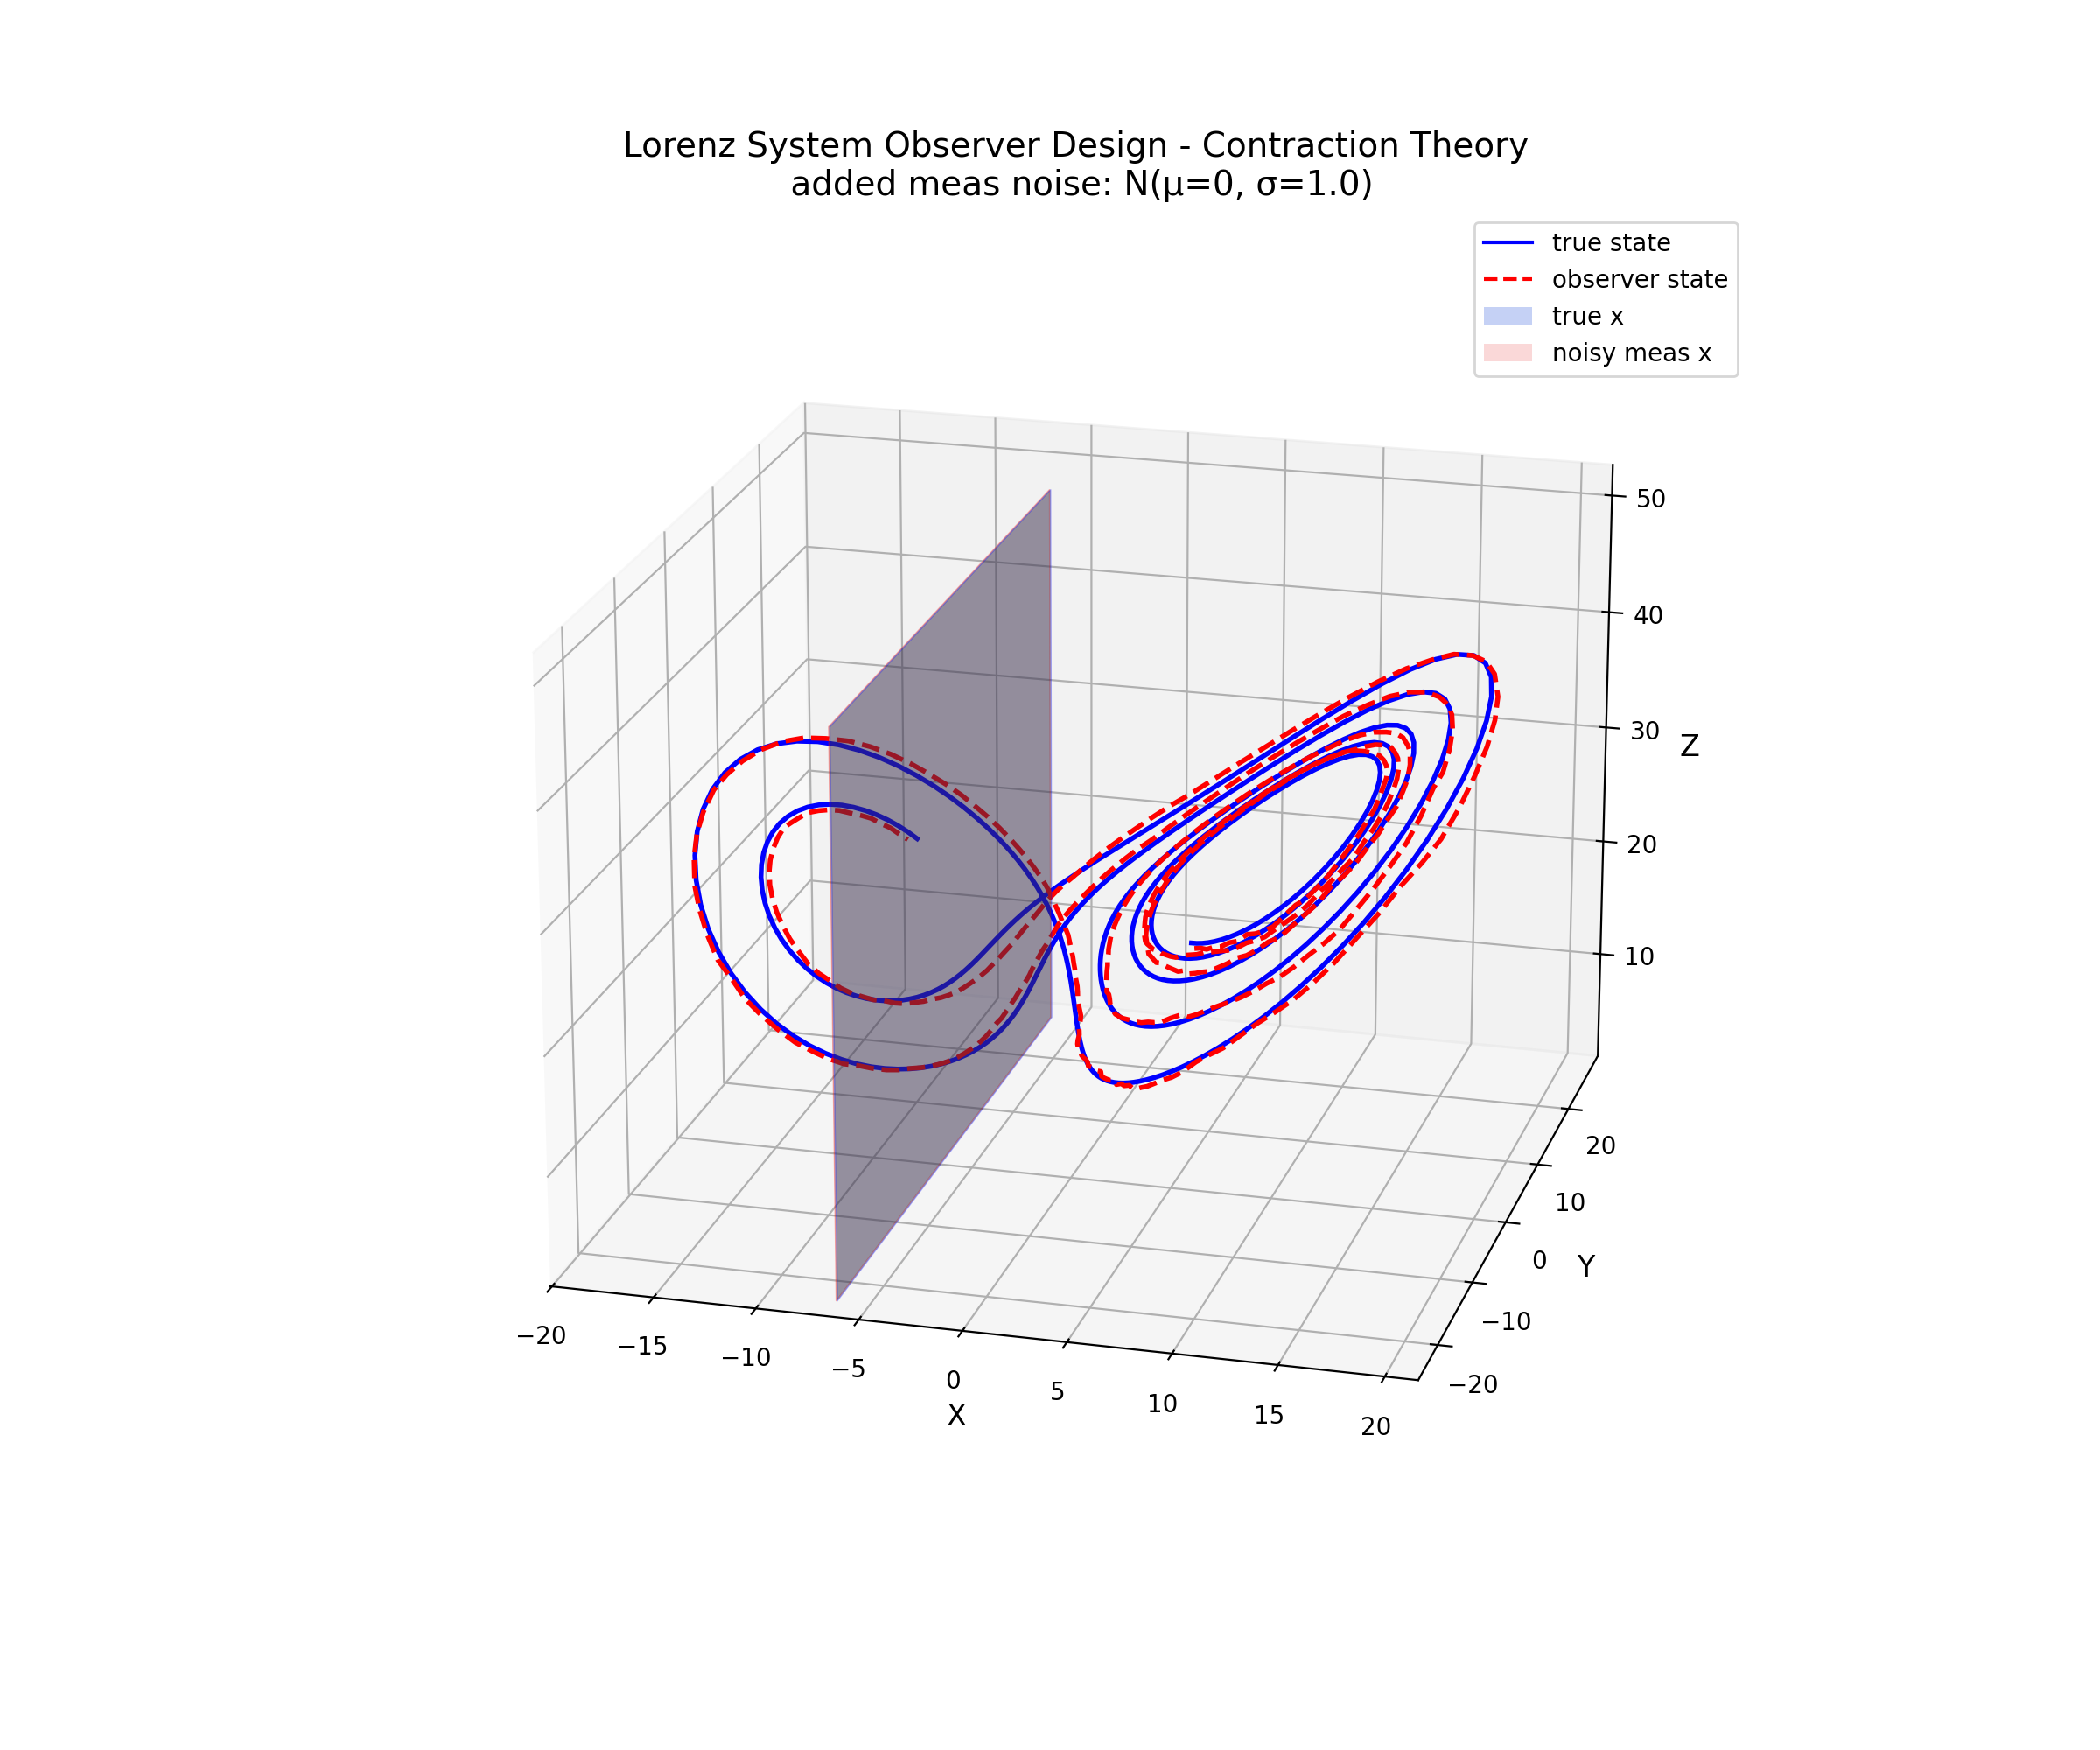 Lorenz System Observer Design - Contraction Theory
added meas noise: N(μ=0, σ=1.0)
true state
observer state
true x
noisy meas x
50
40
30
Z
20
10
20
10
0
Y
−10
−20
−20
−15
−10
−5
0
5
10
15
20
X